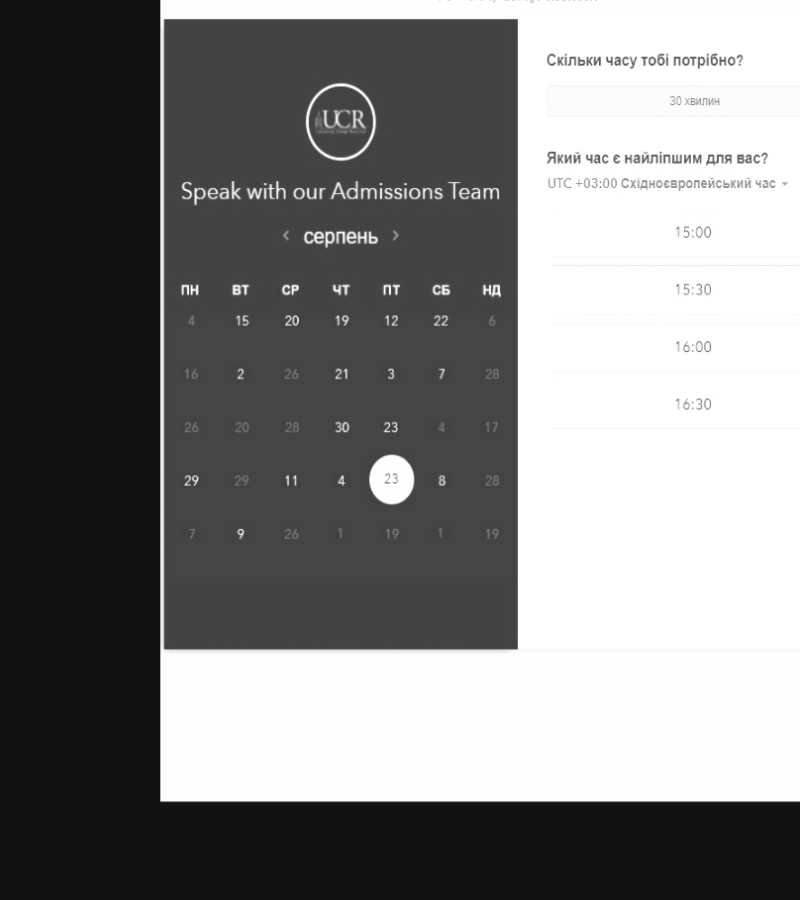 UCR
Speak with our Admissions Team
‹ серпень ›
ПН ВТ СР ЧТ ПТ СБ НД
4 15 20 19 12 22 6
16 2 26 21 3 7 28
26 20 28 30 23 4 17
29 29 11 4 23 8 28
7 9 26 1 19 1 19
Скільки часу тобі потрібно?
30 хвилин
Який час є найліпшим для вас?
UTC +03:00 Східноєвропейський час
15:00
15:30
16:00
16:30